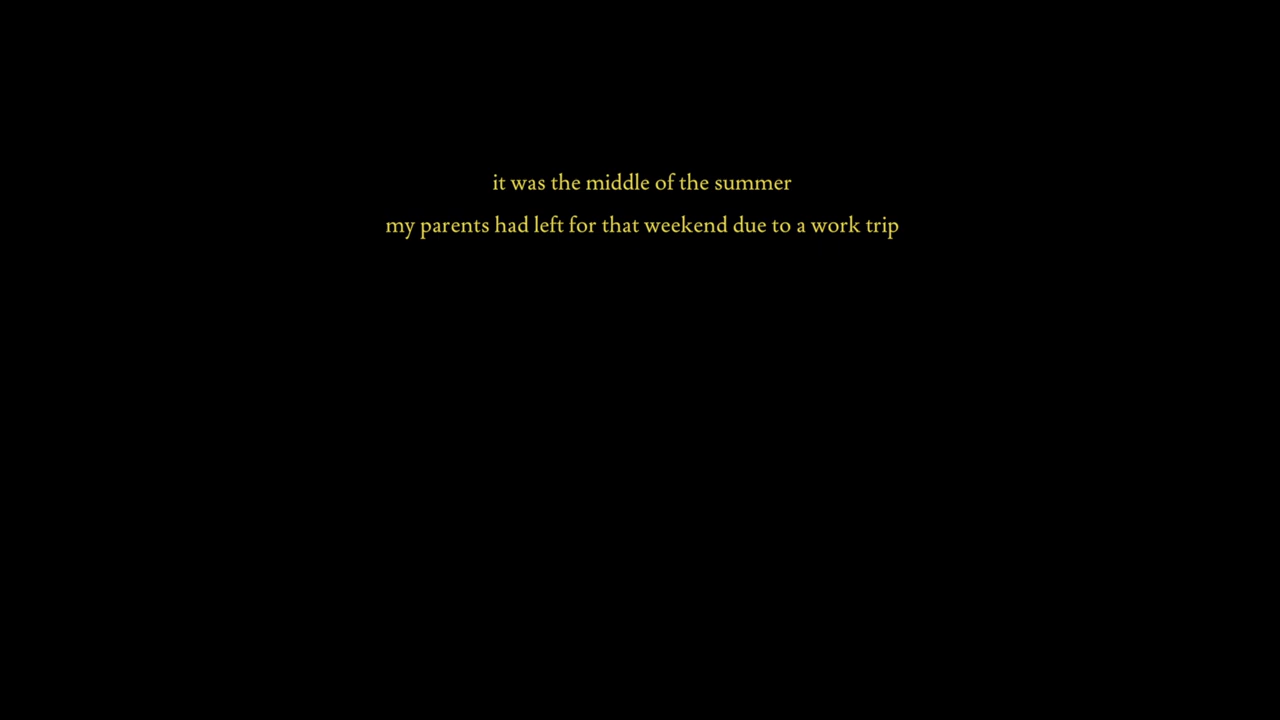 it was the middle of the summer
my parents had left for that weekend due to a work trip